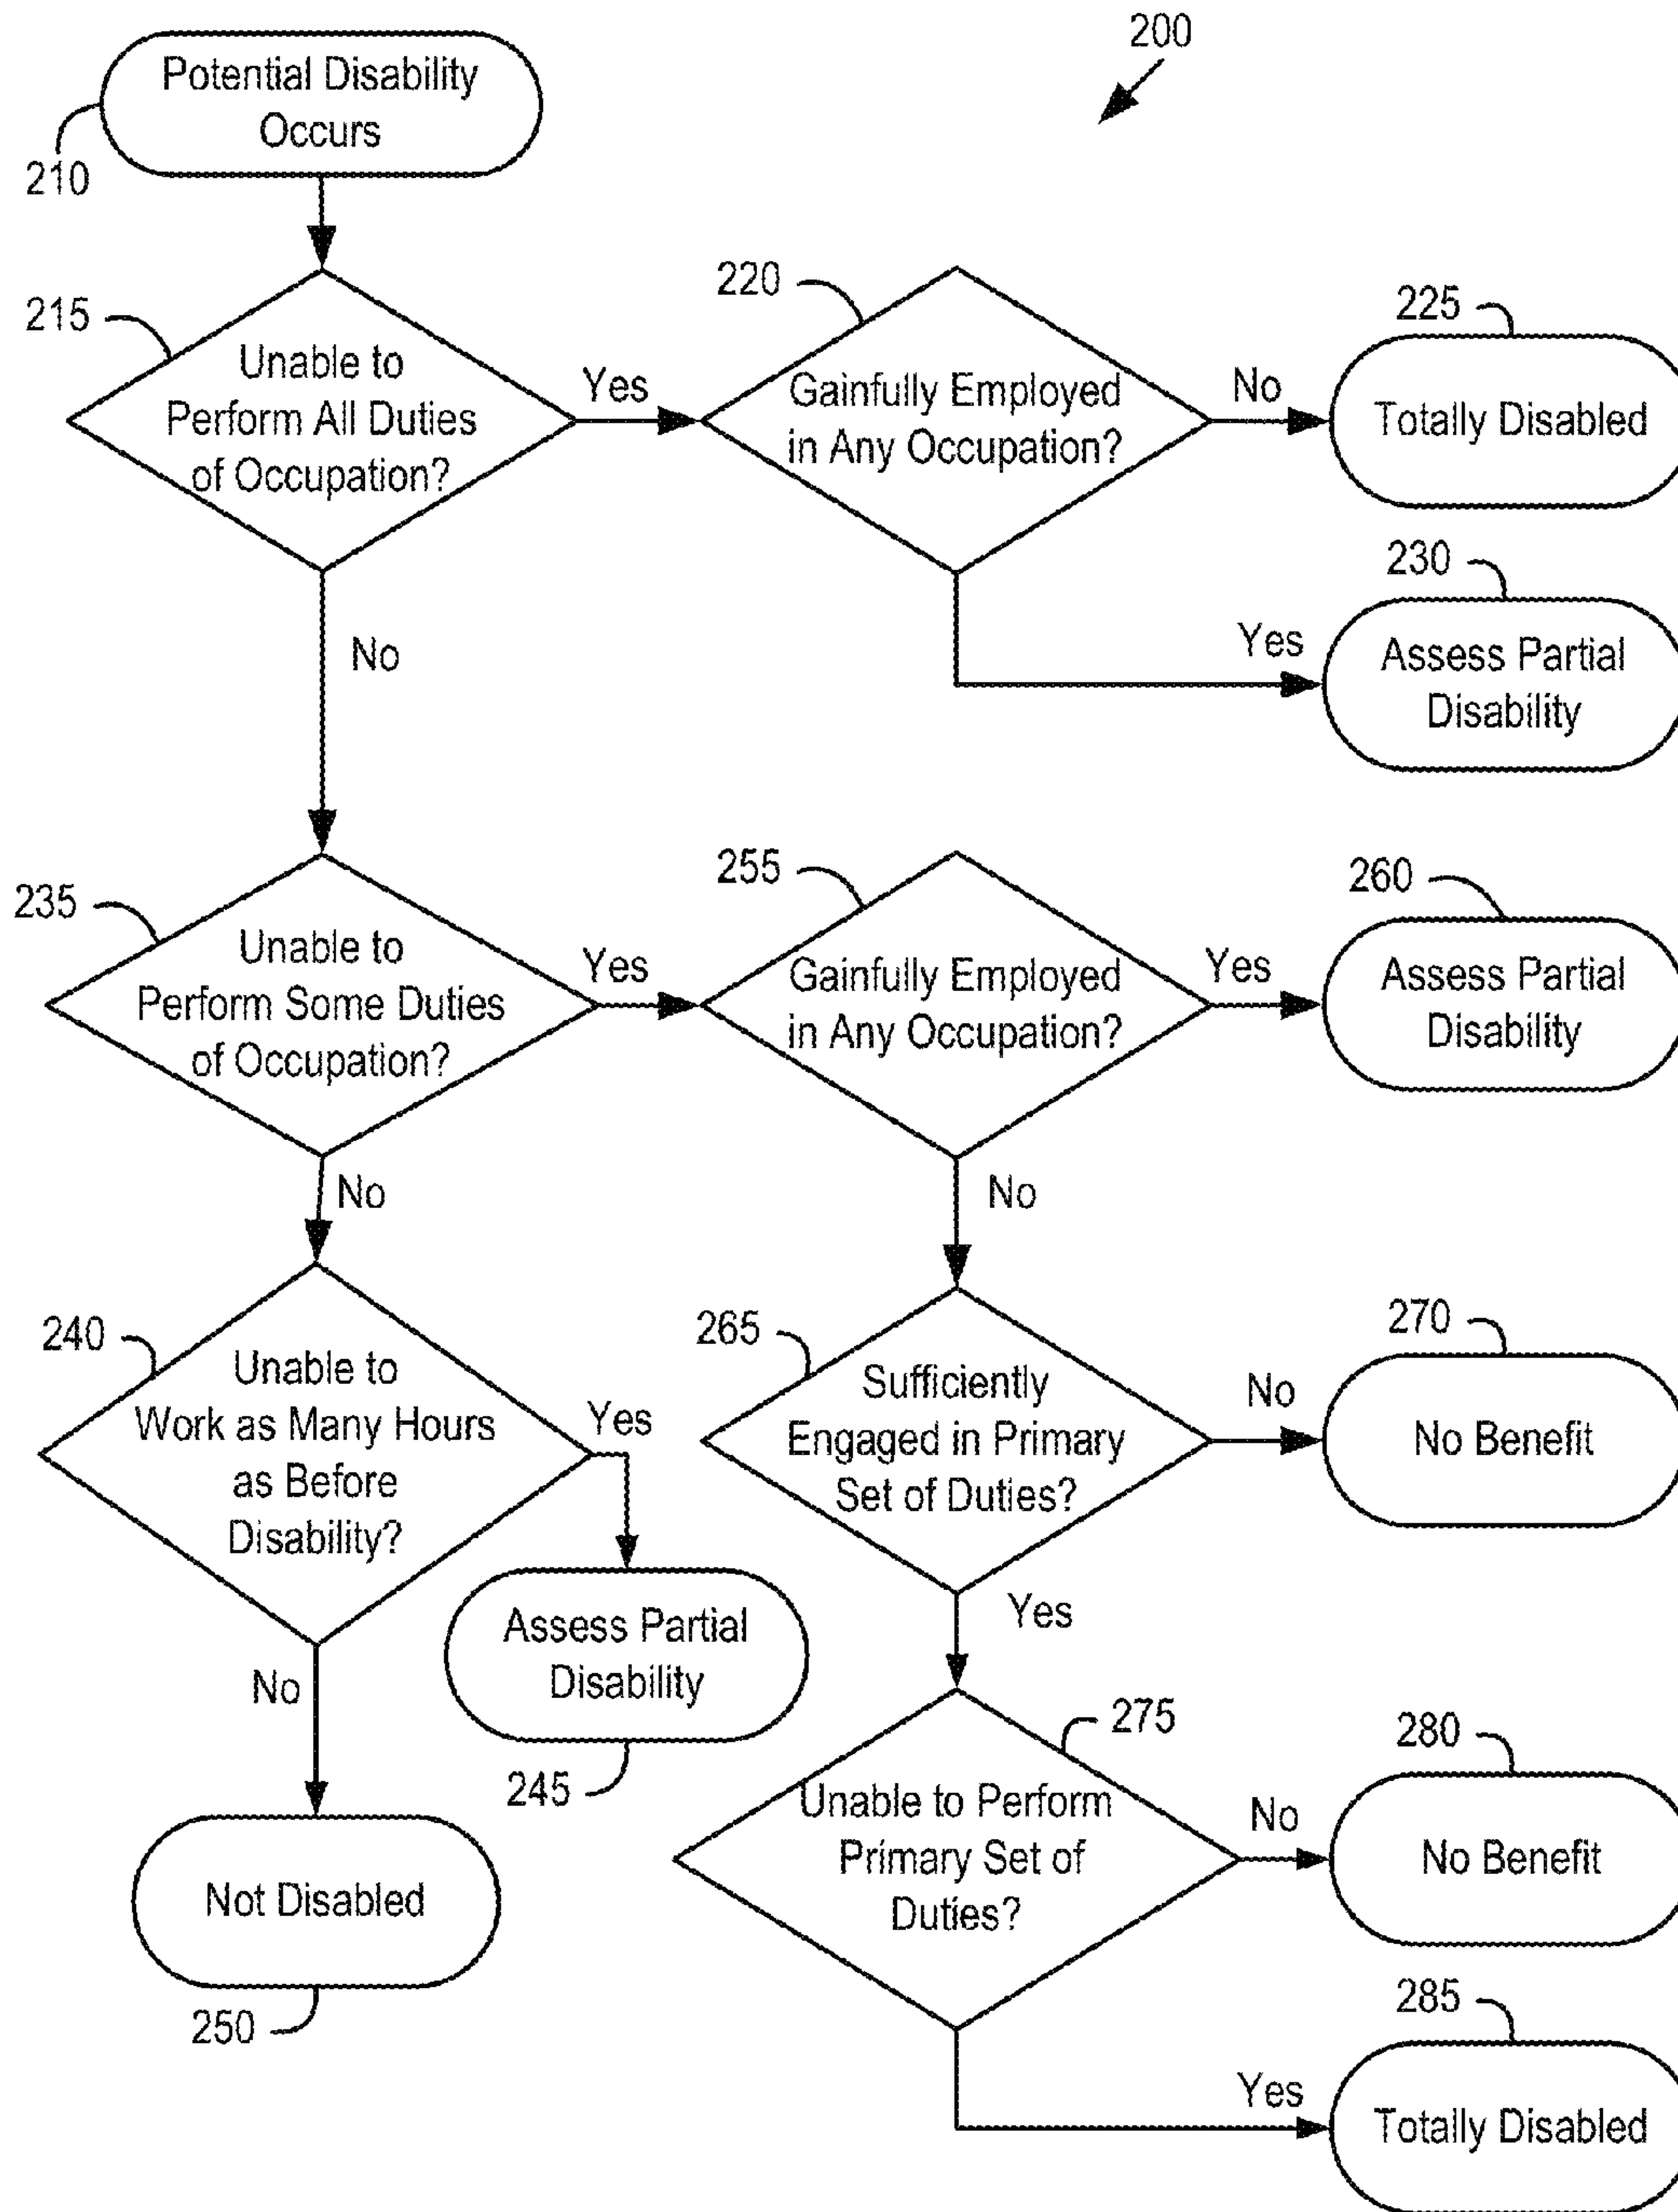 200
Potential Disability
Occurs
210
215
Unable to
Perform All Duties
of Occupation?
Yes
No
220
Gainfully Employed
in Any Occupation?
No
Yes
225
Totally Disabled
230
Assess Partial
Disability
235
Unable to
Perform Some Duties
of Occupation?
Yes
No
255
Gainfully Employed
in Any Occupation?
Yes
No
260
Assess Partial
Disability
240
Unable to
Work as Many Hours
as Before
Disability?
Yes
No
Assess Partial
Disability
245
Not Disabled
250
265
Sufficiently
Engaged in Primary
Set of Duties?
No
Yes
270
No Benefit
275
Unable to Perform
Primary Set of
Duties?
No
Yes
280
No Benefit
285
Totally Disabled